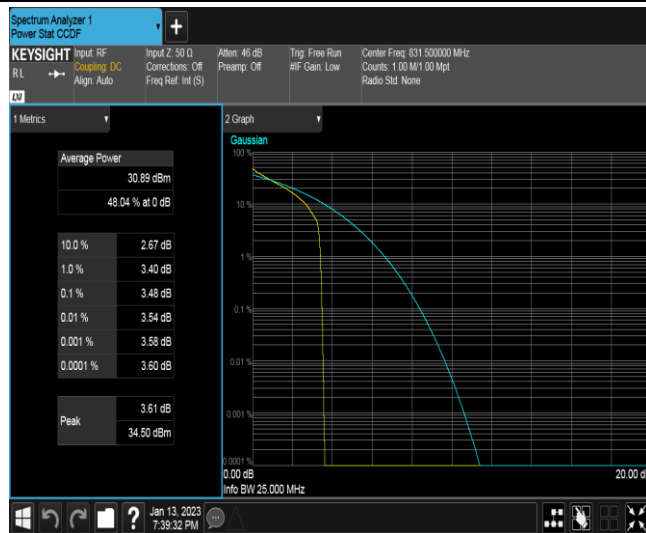 Spectrum Analyzer 1
Power Stat CCDF
+
KEYSIGHT
RL
Input: RF
Coupling: DC
Align: Auto
Input Z: 50 Ω
Corrections: Off
Freq Ref: Int (S)
Atten: 46 dB
Preamp: Off
Trig: Free Run
#IF Gain: Low
Center Freq: 831.500000 MHz
Counts: 1.00 M/1.00 Mpt
Radio Std: None
1 Metrics
Average Power
30.89 dBm
48.04 % at 0 dB
10.0 % 2.67 dB
1.0 % 3.40 dB
0.1 % 3.48 dB
0.01 % 3.54 dB
0.001 % 3.58 dB
0.0001 % 3.60 dB
Peak
3.61 dB
34.50 dBm
2 Graph
Gaussian
100 %
10 %
1 %
0.1 %
0.01 %
0.001 %
0.0001 %
0.00 dB
20.00 d
Info BW 25.000 MHz
?
Jan 13, 2023
7:39:32 PM